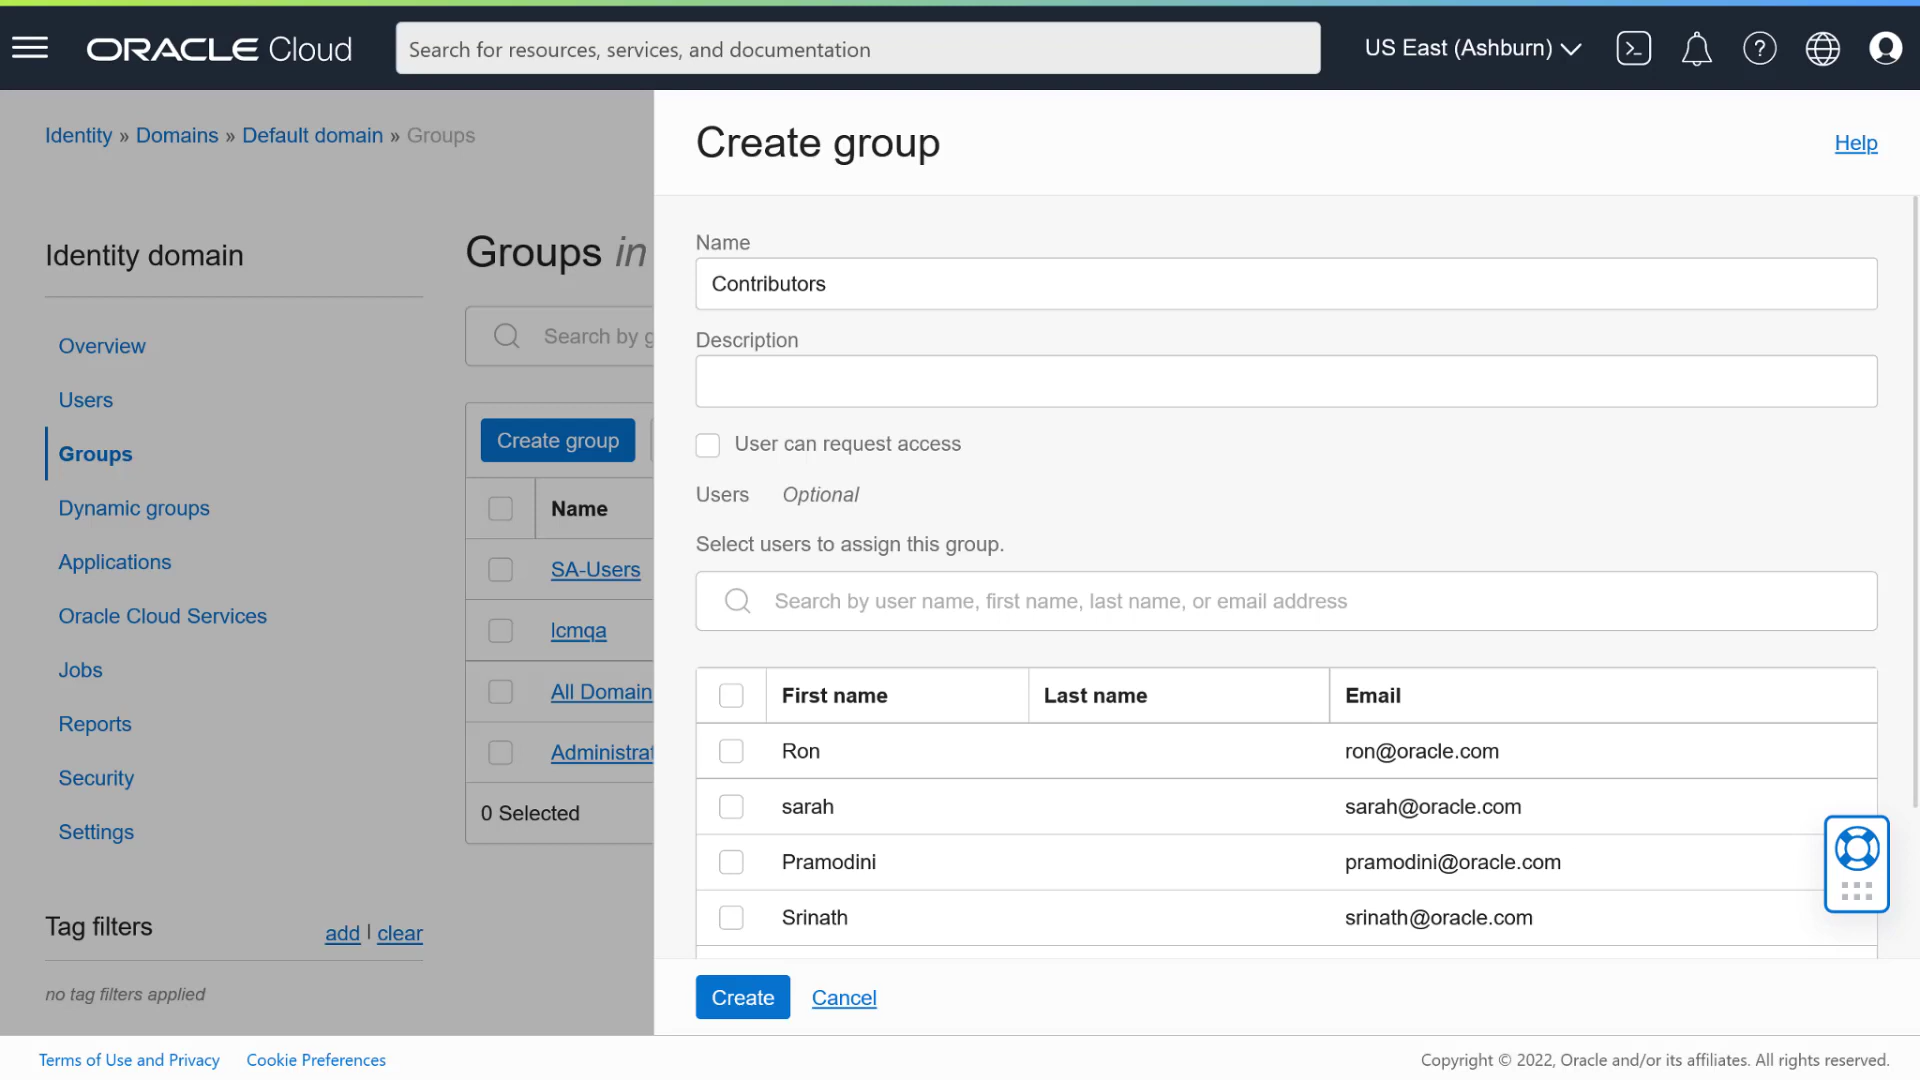 ORACLE Cloud
Search for resources, services, and documentation
US East (Ashburn)
Identity » Domains » Default domain » Groups
Identity domain
Overview
Users
Groups
Dynamic groups
Applications
Oracle Cloud Services
Jobs
Reports
Security
Settings
Tag filters
add | clear
no tag filters applied
Groups in
Search by g
Create group
Name
SA-Users
lcmqa
All Domain
Administrat
0 Selected
Create group
Help
Name
Contributors
Description
User can request access
Users Optional
Select users to assign this group.
Search by user name, first name, last name, or email address
First name Last name Email
Ron ron@oracle.com
sarah sarah@oracle.com
Pramodini pramodini@oracle.com
Srinath srinath@oracle.com
Create Cancel
Terms of Use and Privacy Cookie Preferences
Copyright © 2022, Oracle and/or its affiliates. All rights reserved.